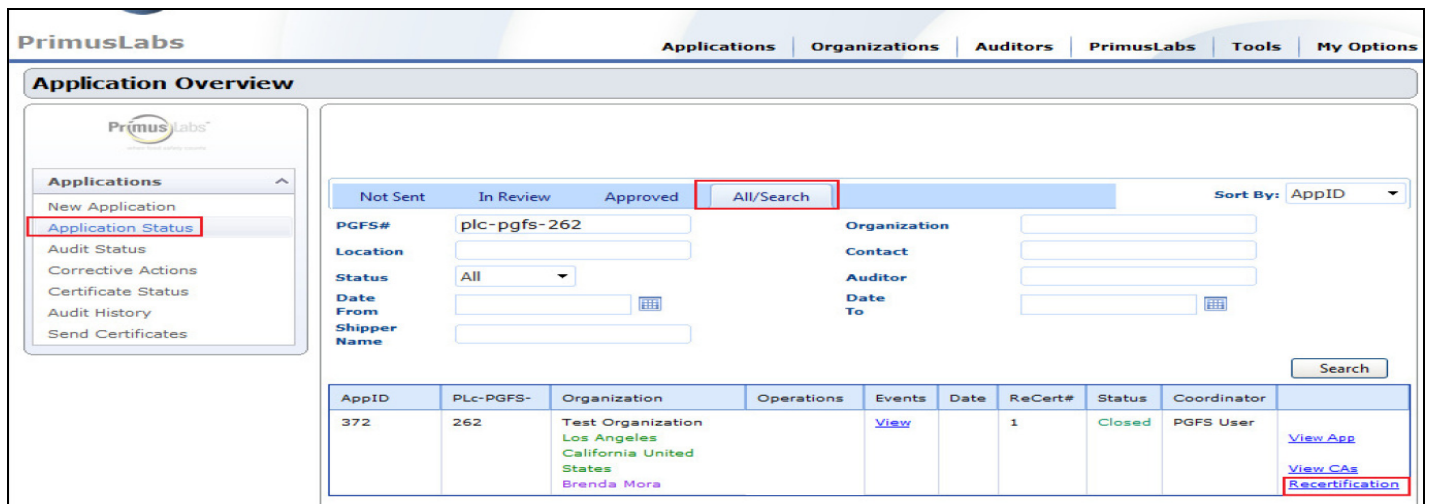 PrimusLabs
Applications Organizations Auditors PrimusLabs Tools My Options
Application Overview
PrimusLabs
Applications
New Application
Application Status
Audit Status
Corrective Actions
Certificate Status
Audit History
Send Certificates
Not Sent In Review Approved All/Search Sort By: AppID
PGFS# plc-pgfs-262 Organization
Location Contact
Status All Auditor
Date From Date To
Shipper Name
Search
AppID PLc-PGFS- Organization Operations Events Date ReCert# Status Coordinator
372 262 Test Organization View 1 Closed PGFS User
Los Angeles View App
California United
States View CAs
Brenda Mora Recertification